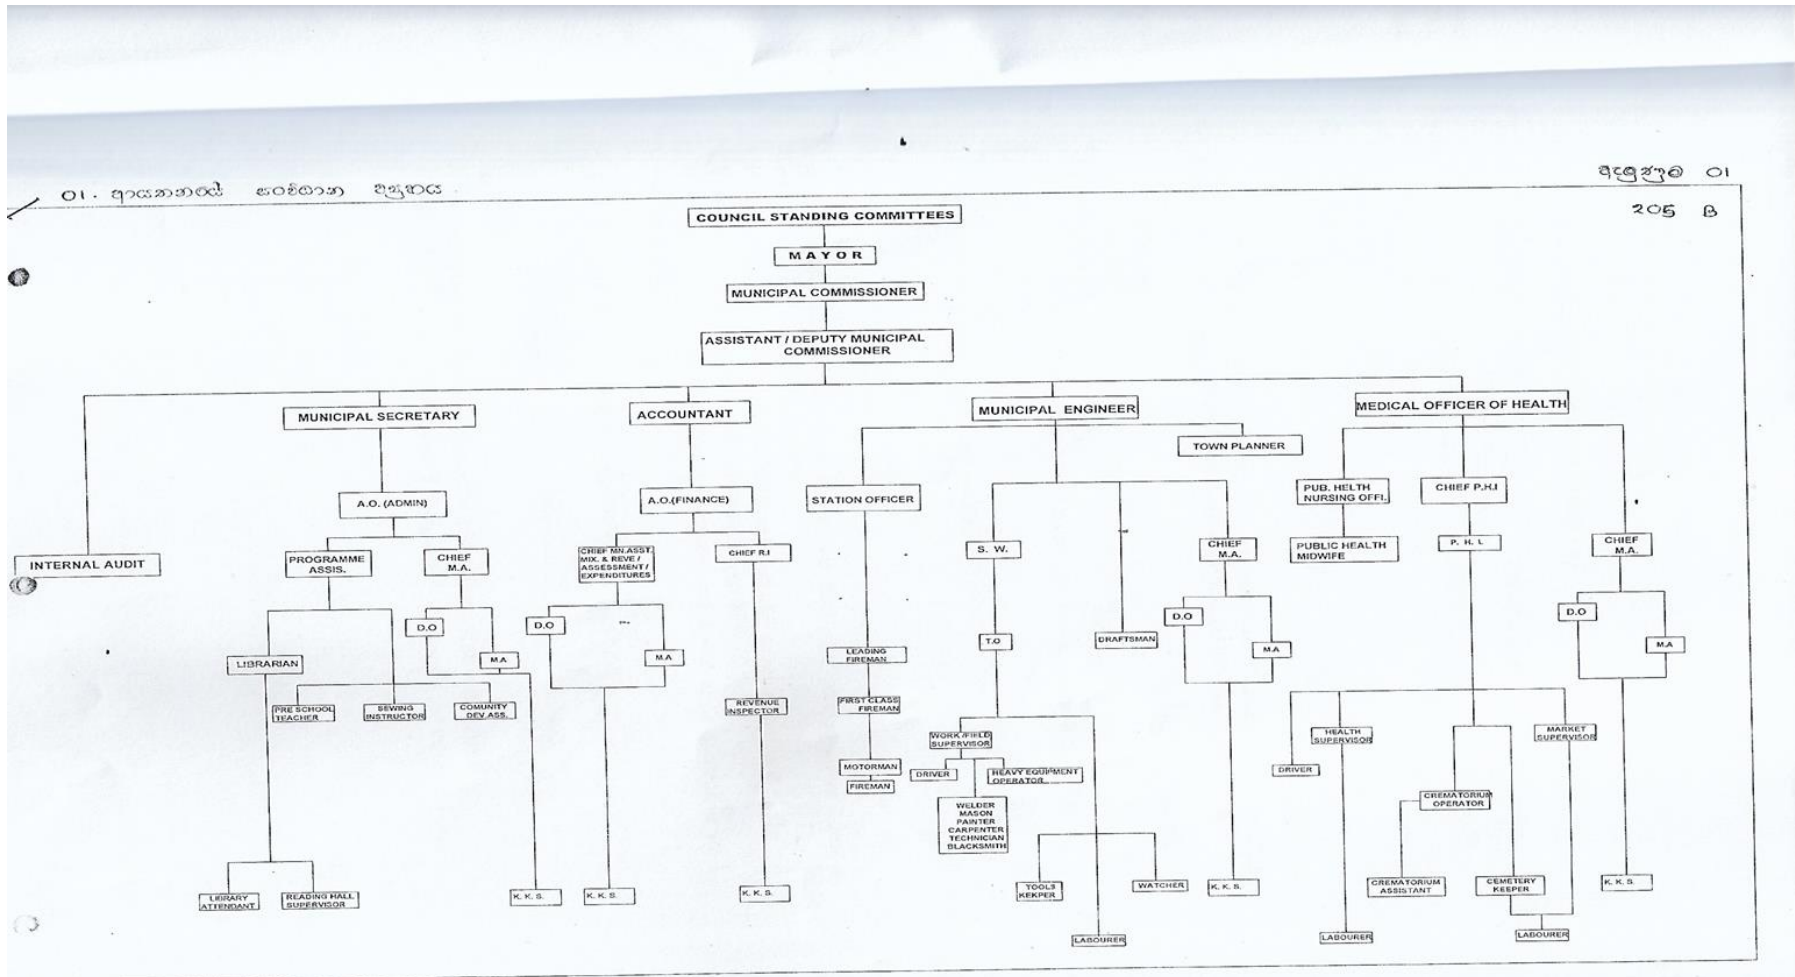 01. ආයතනයේ සංවිධාන ව්‍යුහය
ඇමුණුම 01
205 B
COUNCIL STANDING COMMITTEES
MAYOR
MUNICIPAL COMMISSIONER
ASSISTANT / DEPUTY MUNICIPAL
COMMISSIONER
MUNICIPAL SECRETARY
ACCOUNTANT
MUNICIPAL ENGINEER
MEDICAL OFFICER OF HEALTH
TOWN PLANNER
A.O. (ADMIN)
A.O.(FINANCE)
STATION OFFICER
PUB. HELTH
NURSING OFFI.
CHIEF P.H.I
INTERNAL AUDIT
PROGRAMME
ASSIS.
CHIEF
M.A.
CHIEF MN.ASST.
MIX. & REVE /
ASSESSMENT /
EXPENDITURES
CHIEF R.I
S. W.
CHIEF
M.A.
PUBLIC HEALTH
MIDWIFE
P. H. I.
CHIEF
M.A.
D.O
M.A
D.O
M.A
T.O
DRAFTSMAN
D.O
M.A
D.O
M.A
LIBRARIAN
LEADING
FIREMAN
PRE SCHOOL
TEACHER
SEWING
INSTRUCTOR
COMUNITY
DEV.ASS.
REVENUE
INSPECTOR
FIRST CLASS
FIREMAN
WORK /FIELD
SUPERVISOR
HEALTH
SUPERVISOR
MARKET
SUPERVISOR
MOTORMAN
FIREMAN
DRIVER
HEAVY EQUIPMENT
OPERATOR
DRIVER
WELDER
MASON
PAINTER
CARPENTER
TECHNICIAN
BLACKSMITH
CREMATORIUM
OPERATOR
LIBRARY
ATTENDANT
READING HALL
SUPERVISOR
K. K. S.
K. K. S.
K. K. S.
TOOLS
KEKPER
WATCHER
K. K. S.
CREMATORIUM
ASSISTANT
CEMETERY
KEEPER
K. K. S.
LABOURER
LABOURER
LABOURER